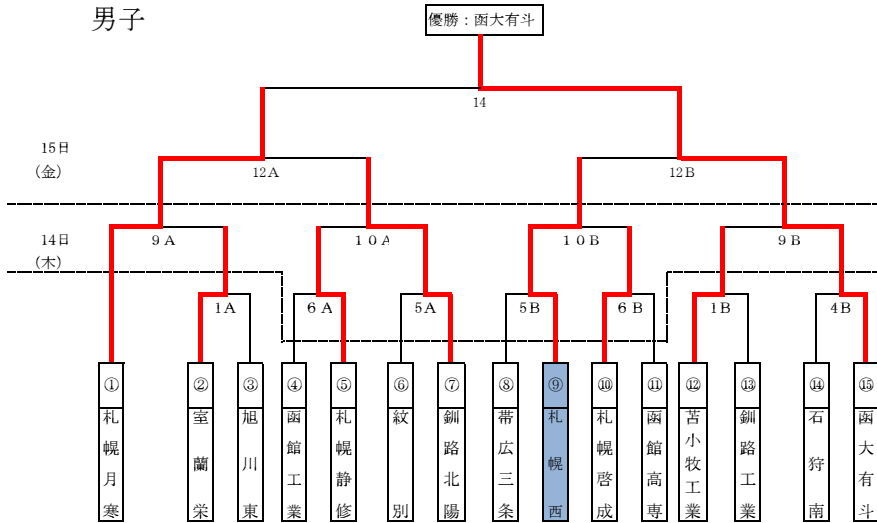 男子
優勝：函大有斗
14
15日
(金)
12A
12B
14日
(木)
９A
１０A
１０B
９B
１A
６A
５A
５B
６B
１B
４B
① 札幌月寒
② 室蘭栄
③ 旭川東
④ 函館工業
⑤ 札幌静修
⑥ 紋別
⑦ 釧路北陽
⑧ 帯広三条
⑨ 札幌西
⑩ 札幌啓成
⑪ 函館高専
⑫ 苫小牧工業
⑬ 釧路工業
⑭ 石狩南
⑮ 函大有斗